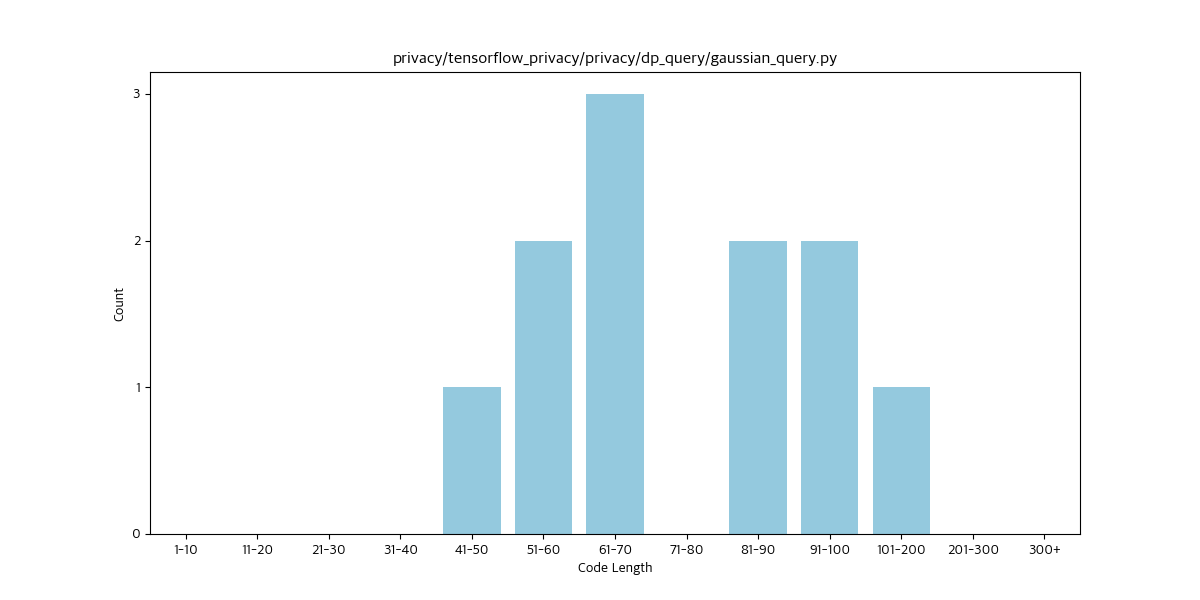 privacy/tensorflow_privacy/privacy/dp_query/gaussian_query.py
3
2
1
0
Count
1-10 11-20 21-30 31-40 41-50 51-60 61-70 71-80 81-90 91-100 101-200 201-300 300+
Code Length